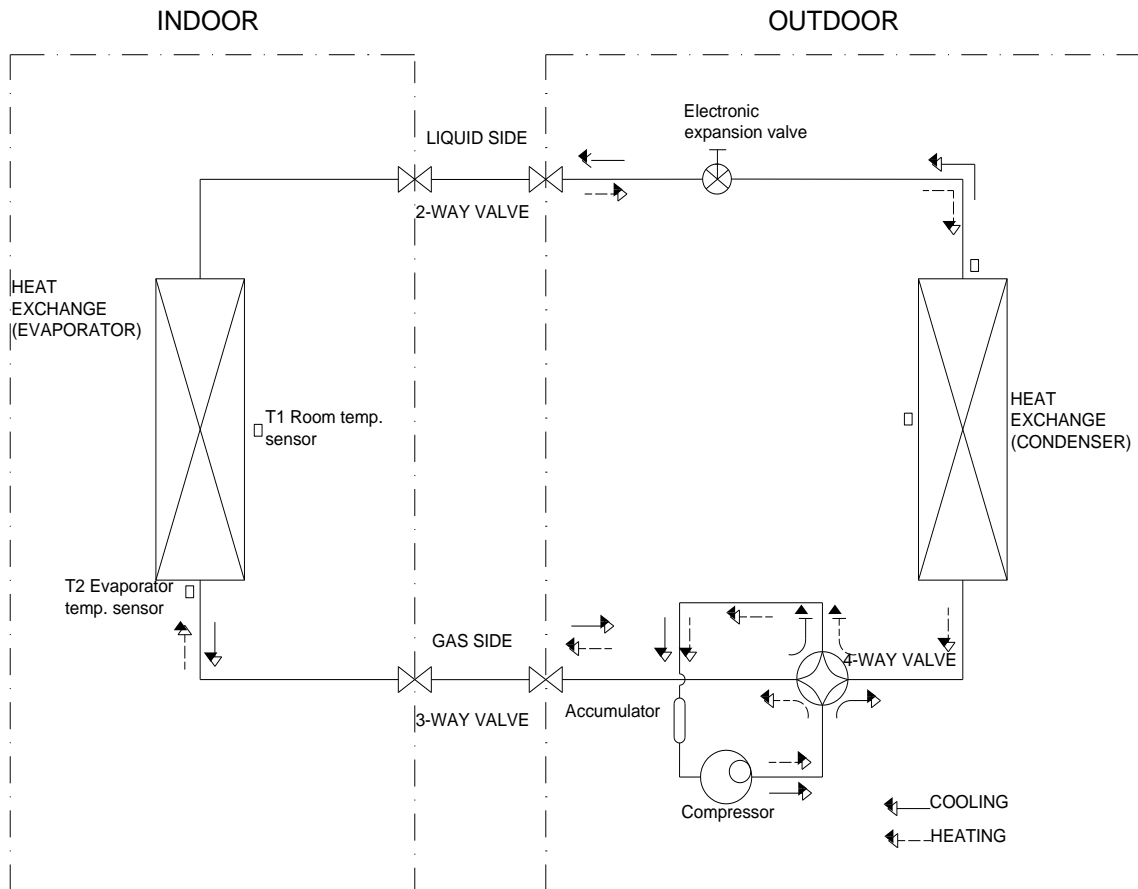 INDOOR
OUTDOOR
Electronic
expansion valve
LIQUID SIDE
2-WAY VALVE
HEAT
EXCHANGE
(EVAPORATOR)
T1 Room temp.
sensor
HEAT
EXCHANGE
(CONDENSER)
T2 Evaporator
temp. sensor
GAS SIDE
4-WAY VALVE
3-WAY VALVE
Accumulator
Compressor
COOLING
HEATING